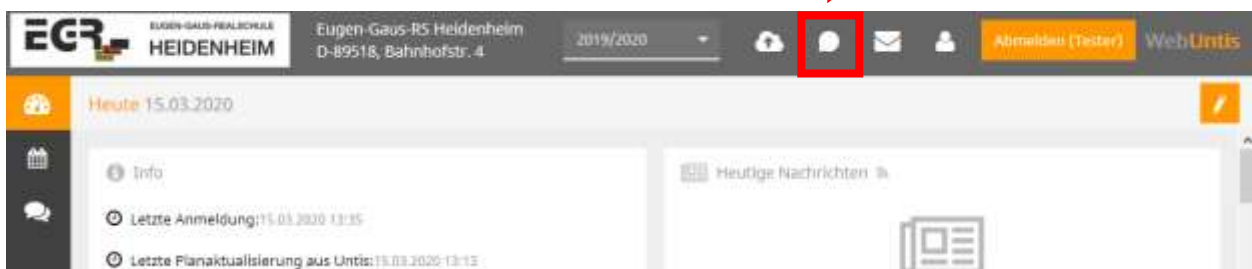 EGR
EUGEN-GAUS-REALSCHULE
HEIDENHEIM
Eugen-Gaus-RS Heidenheim
D-89518, Bahnhofstr. 4
2019/2020
Abmelden (Tester)
WebUntis
Heute 15.03.2020
Info
Heutige Nachrichten
Letzte Anmeldung: 15.03.2020 13:35
Letzte Planaktualisierung aus Untis: 15.03.2020 13:13